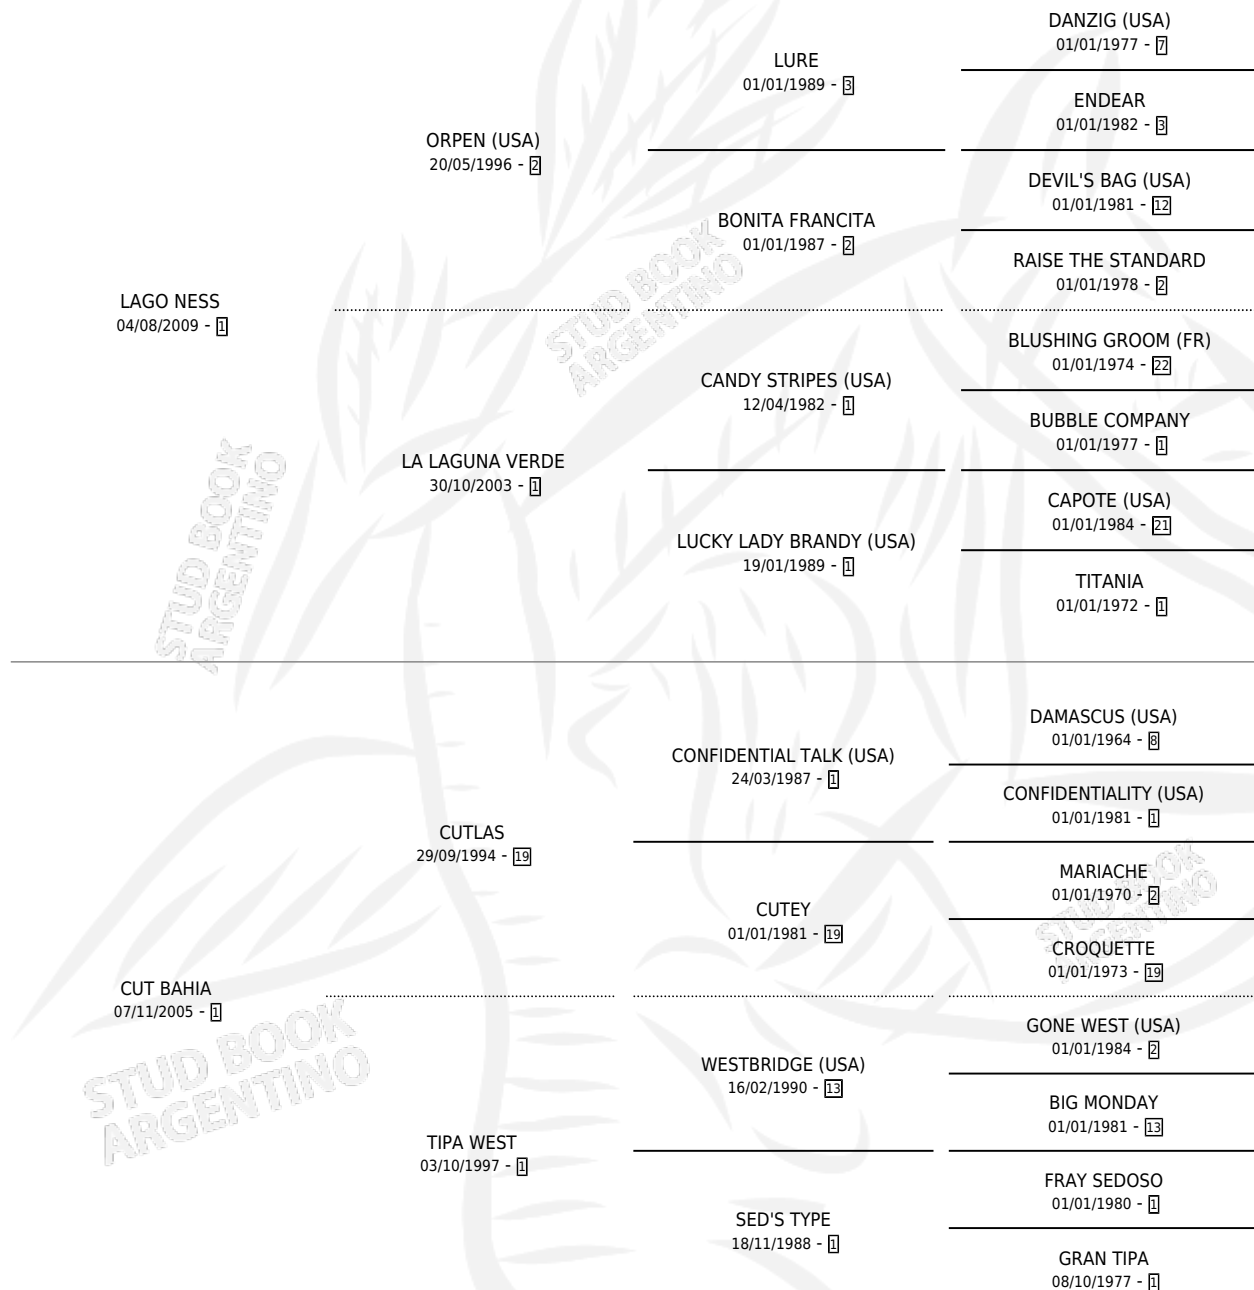 DANZIG (USA)
01/01/1977 - 7
LURE
01/01/1989 - 3
ENDEAR
01/01/1982 - 3
ORPEN (USA)
20/05/1996 - 2
DEVIL'S BAG (USA)
01/01/1981 - 12
BONITA FRANCITA
01/01/1987 - 2
RAISE THE STANDARD
01/01/1978 - 2
LAGO NESS
04/08/2009 - 1
BLUSHING GROOM (FR)
01/01/1974 - 22
CANDY STRIPES (USA)
12/04/1982 - 1
BUBBLE COMPANY
01/01/1977 - 1
LA LAGUNA VERDE
30/10/2003 - 1
CAPOTE (USA)
01/01/1984 - 21
LUCKY LADY BRANDY (USA)
19/01/1989 - 1
TITANIA
01/01/1972 - 1
DAMASCUS (USA)
01/01/1964 - 8
CONFIDENTIAL TALK (USA)
24/03/1987 - 1
CONFIDENTIALITY (USA)
01/01/1981 - 1
CUTLAS
29/09/1994 - 19
MARIACHE
01/01/1970 - 2
CUTEY
01/01/1981 - 19
CROQUETTE
01/01/1973 - 19
CUT BAHIA
07/11/2005 - 1
GONE WEST (USA)
01/01/1984 - 2
WESTBRIDGE (USA)
16/02/1990 - 13
BIG MONDAY
01/01/1981 - 13
TIPA WEST
03/10/1997 - 1
FRAY SEDOSO
01/01/1980 - 1
SED'S TYPE
18/11/1988 - 1
GRAN TIPA
08/10/1977 - 1
STUD BOOK
ARGENTINO
STUD BOOK
ARGENTINO
STUD BOOK
ARGENTINO
STUD BOOK
ARGENTINO